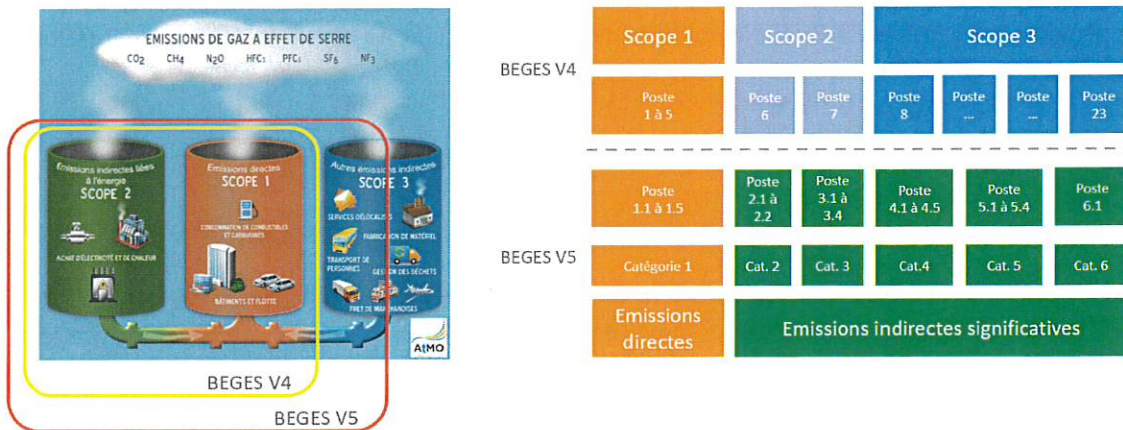 EMISSIONS DE GAZ A EFFET DE SERRE
CO2 CH4 N2O HFCs PFCs SF6 NF3
Emissions indirectes liées
à l'énergie
SCOPE 2
ACHAT D'ÉLECTRICITÉ ET DE CHALEUR
Emissions directes
SCOPE 1
CONSOMMATION DE COMBUSTIBLES
ET CARBURANTS
BÂTIMENTS ET FLOTTE
Autres émissions indirectes
SCOPE 3
SERVICES DÉLOCALISÉS
FABRICATION DE MATÉRIEL
TRANSPORT DE
PERSONNES
GESTION DES DÉCHETS
FRET DE MARCHANDISES
AtMO
BEGES V4
BEGES V5
BEGES V4
Scope 1
Scope 2
Scope 3
Poste
1 à 5
Poste
6
Poste
7
Poste
8
Poste
...
Poste
...
Poste
23
BEGES V5
Poste
1.1 à 1.5
Poste
2.1 à
2.2
Poste
3.1 à
3.4
Poste
4.1 à 4.5
Poste
5.1 à 5.4
Poste
6.1
Catégorie 1
Cat. 2
Cat. 3
Cat.4
Cat. 5
Cat. 6
Emissions
directes
Emissions indirectes significatives